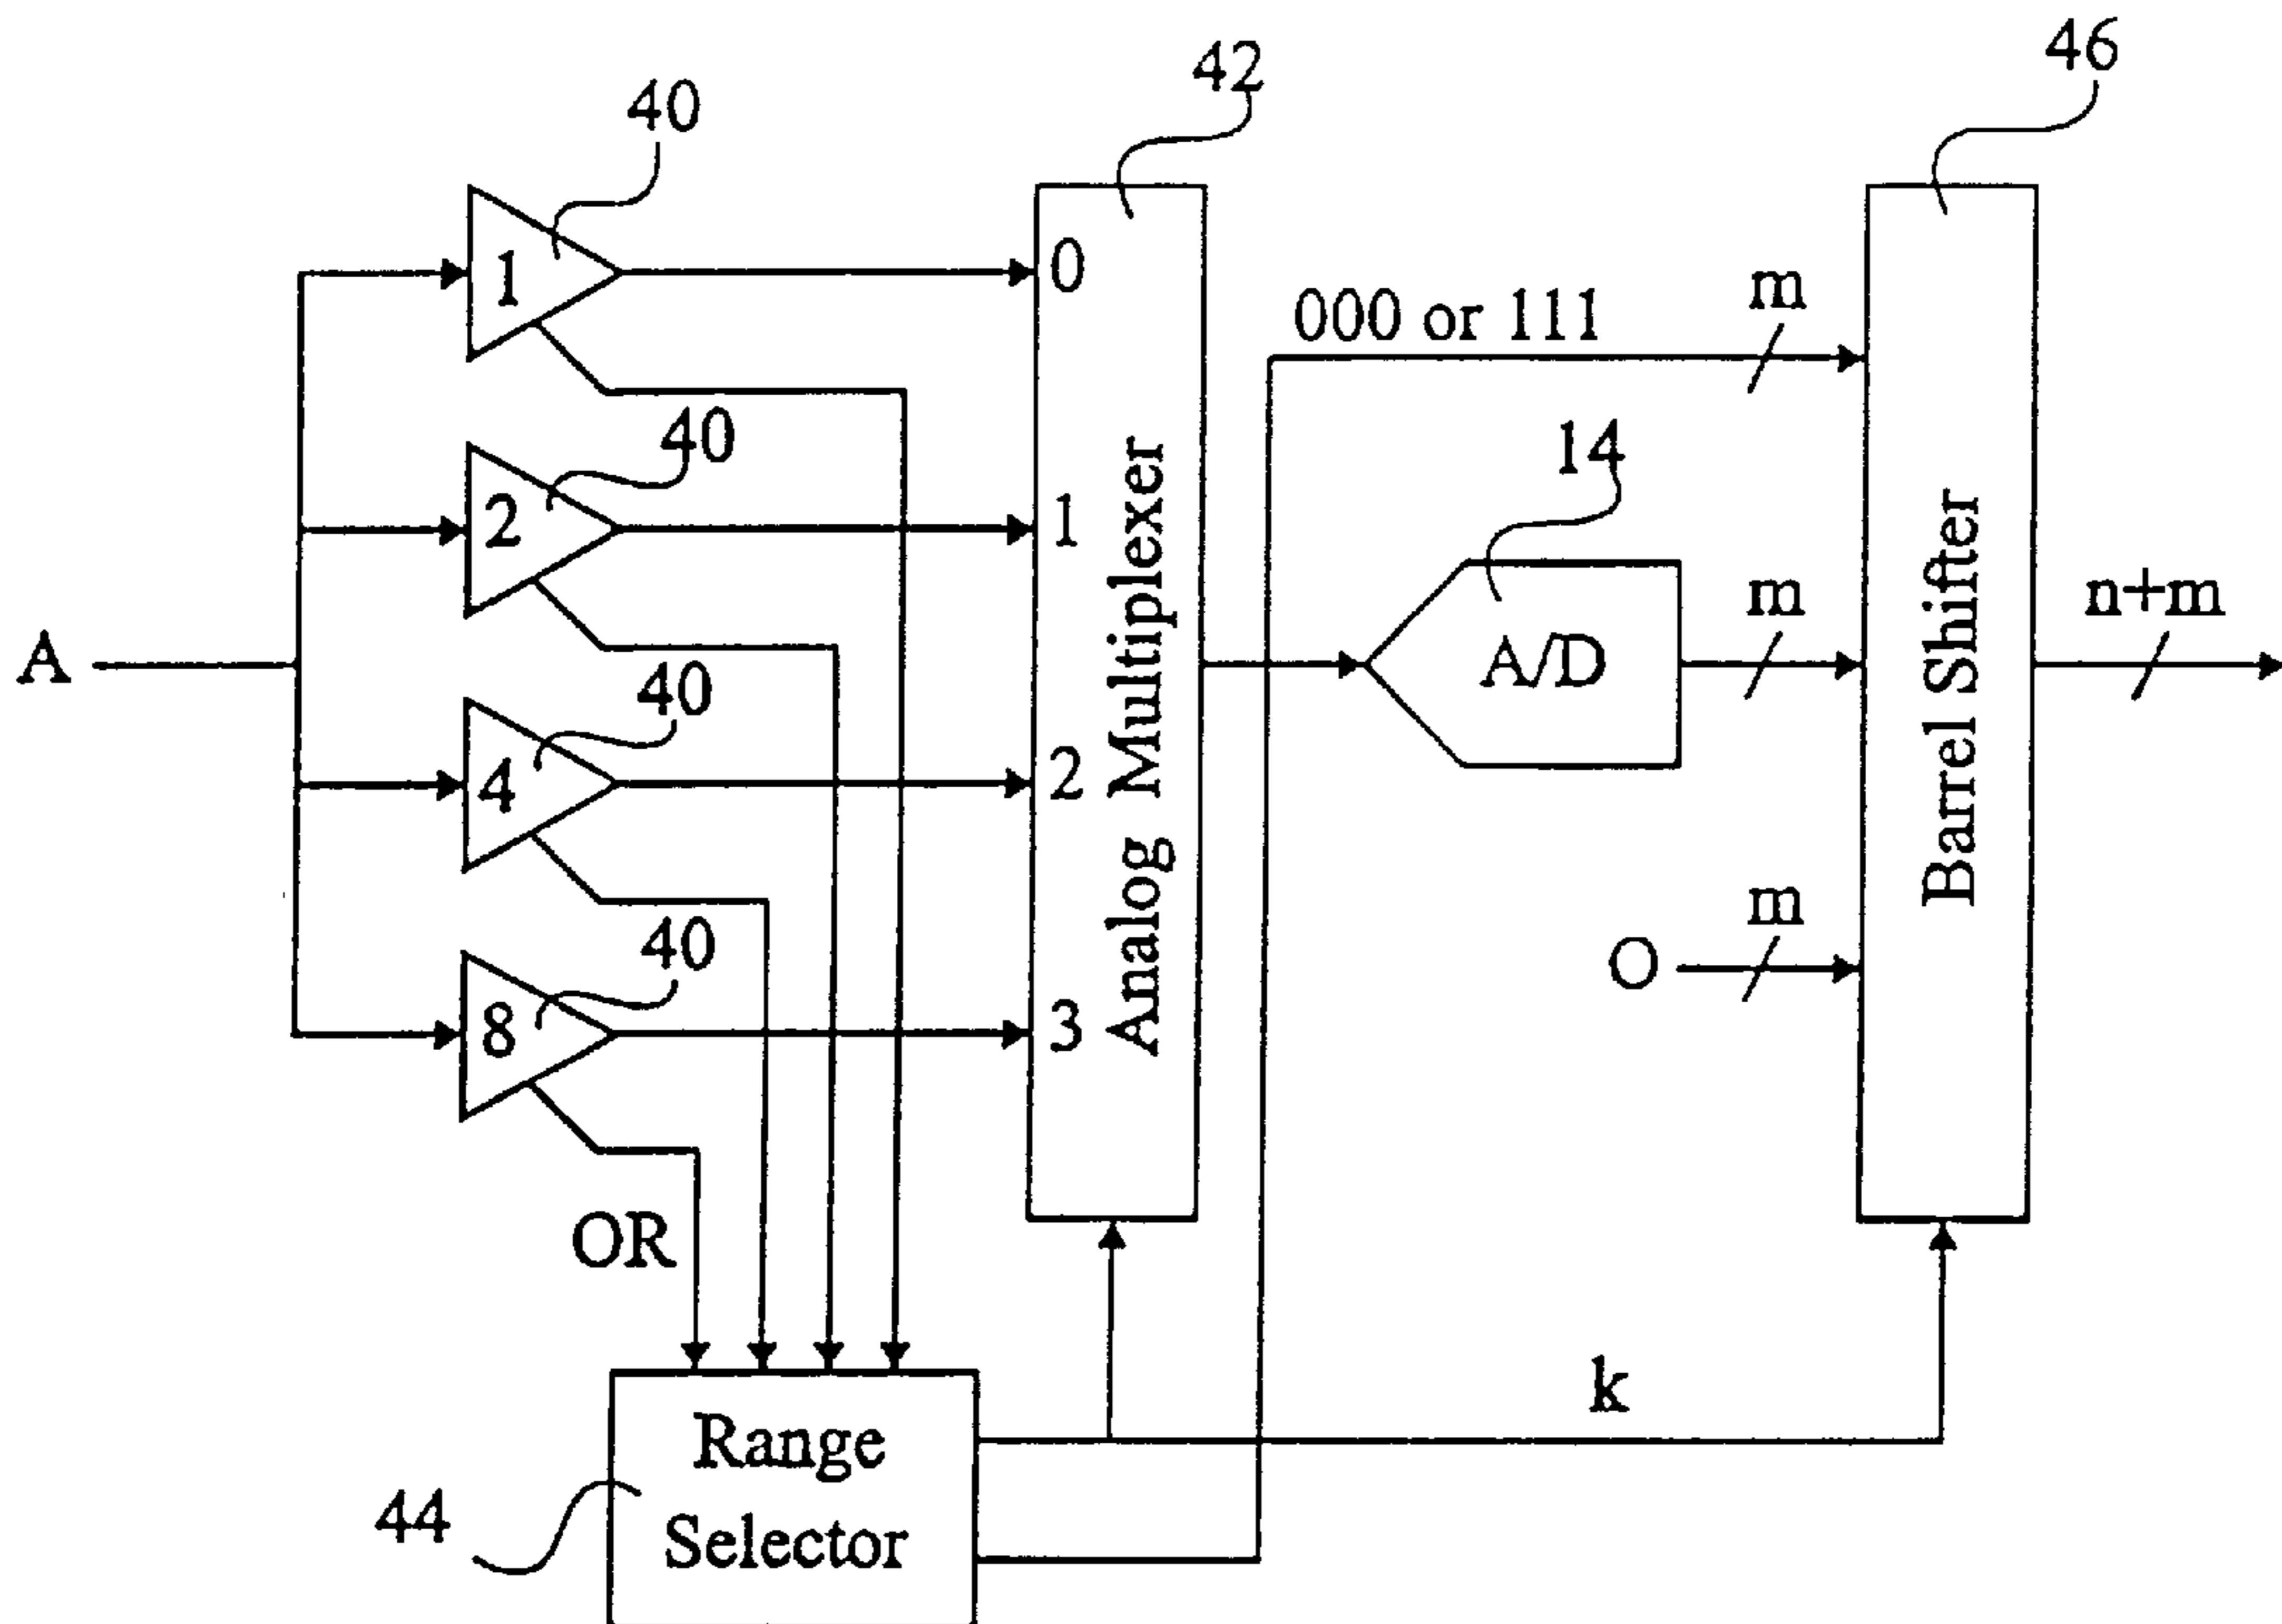 46
42
40
1
0
000 or 111
m
40
2
1
14
A
A/D
m
n+m
40
4
2
Analog Multiplexer
Barrel Shifter
40
8
3
O
m
OR
k
Range
Selector
44